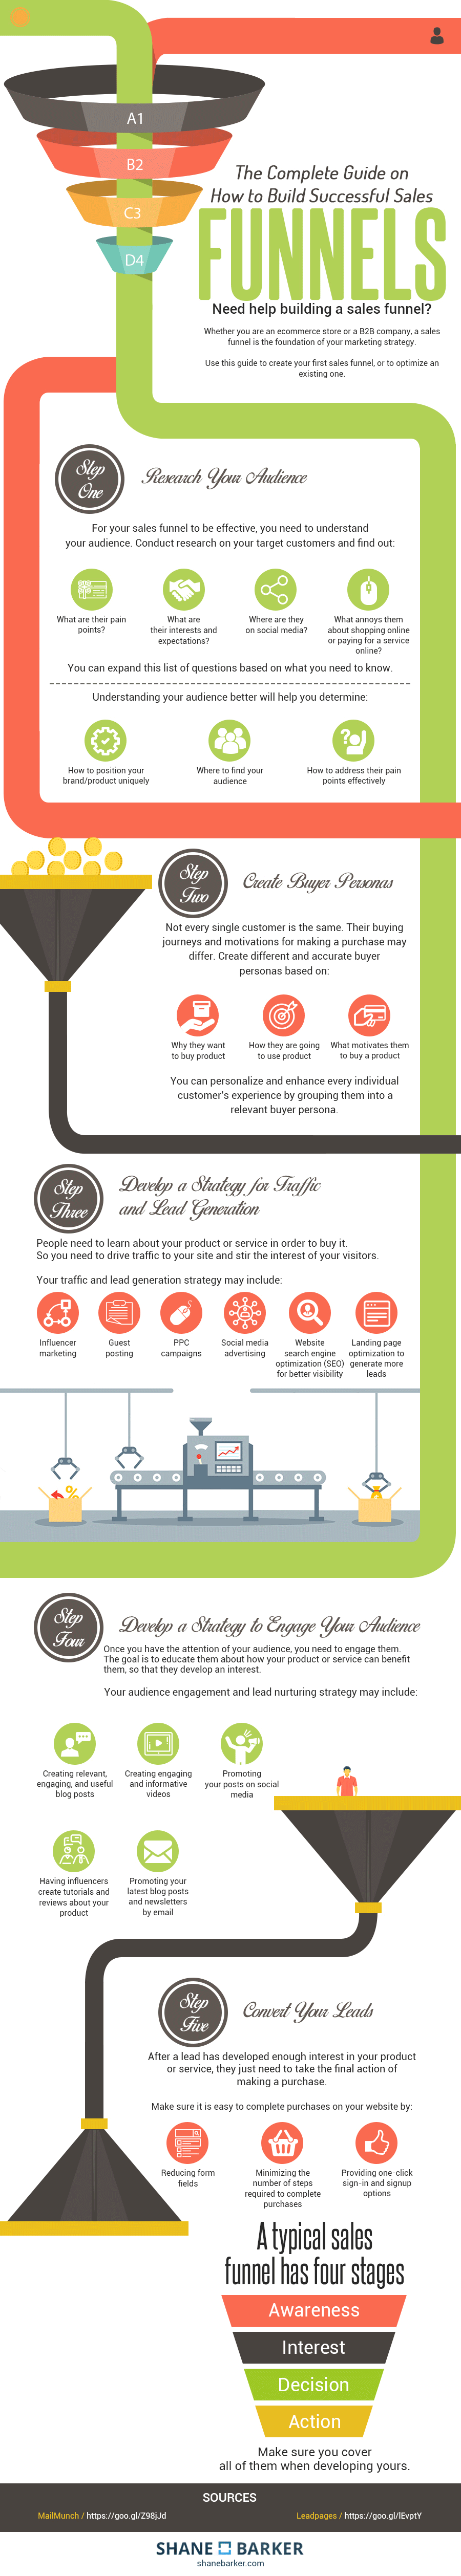 A1
B2
C3
D4
The Complete Guide on
How to Build Successful Sales
FUNNELS
Need help building a sales funnel?
Whether you are an ecommerce store or a B2B company, a sales
funnel is the foundation of your marketing strategy.
Use this guide to create your first sales funnel, or to optimize an
existing one.
Step
One
Research Your Audience
For your sales funnel to be effective, you need to understand
your audience. Conduct research on your target customers and find out:
What are their pain
points?
What are
their interests and
expectations?
Where are they
on social media?
What annoys them
about shopping online
or paying for a service
online?
You can expand this list of questions based on what you need to know.
Understanding your audience better will help you determine:
How to position your
brand/product uniquely
Where to find your
audience
How to address their pain
points effectively
Step
Two
Create Buyer Personas
Not every single customer is the same. Their buying
journeys and motivations for making a purchase may
differ. Create different and accurate buyer
personas based on:
Why they want
to buy product
How they are going
to use product
What motivates them
to buy a product
You can personalize and enhance every individual
customer's experience by grouping them into a
relevant buyer persona.
Step
Three
Develop a Strategy for Traffic
and Lead Generation
People need to learn about your product or service in order to buy it.
So you need to drive traffic to your site and stir the interest of your visitors.
Your traffic and lead generation strategy may include:
Influencer
marketing
Guest
posting
PPC
campaigns
Social media
advertising
Website
search engine
optimization (SEO)
for better visibility
Landing page
optimization to
generate more
leads
%
Step
Four
Develop a Strategy to Engage Your Audience
Once you have the attention of your audience, you need to engage them.
The goal is to educate them about how your product or service can benefit
them, so that they develop an interest.
Your audience engagement and lead nurturing strategy may include:
Creating relevant,
engaging, and useful
blog posts
Creating engaging
and informative
videos
Promoting
your posts on social
media
Having influencers
create tutorials and
reviews about your
product
Promoting your
latest blog posts
and newsletters
by email
Step
Five
Convert Your Leads
After a lead has developed enough interest in your product
or service, they just need to take the final action of
making a purchase.
Make sure it is easy to complete purchases on your website by:
Reducing form
fields
Minimizing the
number of steps
required to complete
purchases
Providing one-click
sign-in and signup
options
A typical sales
funnel has four stages
Awareness
Interest
Decision
Action
Make sure you cover
all of them when developing yours.
SOURCES
MailMunch / https://goo.gl/Z98jJd
Leadpages / https://goo.gl/lEvptY
SHANE BARKER
shanebarker.com